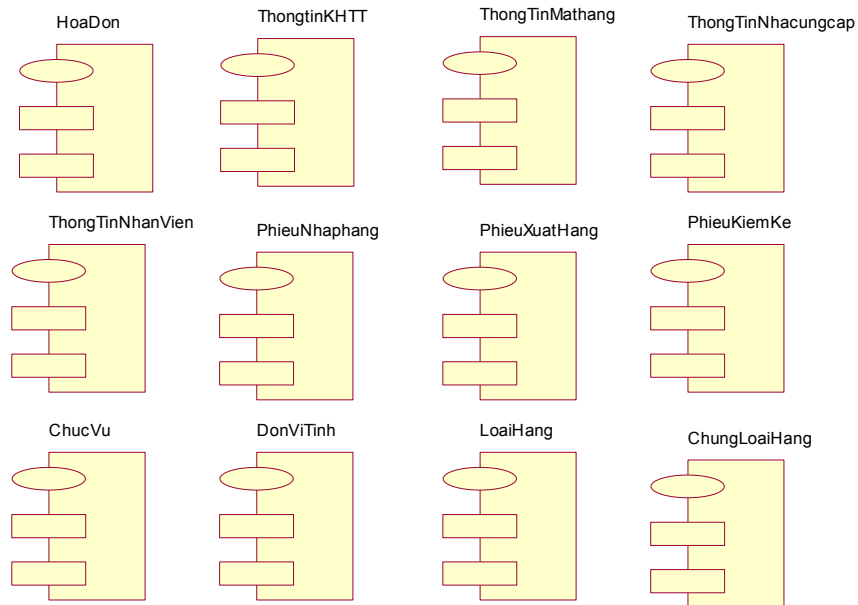 HoaDon
ThongtinKHTT
ThongTinMathang
ThongTinNhacungcap
ThongTinNhanVien
PhieuNhaphang
PhieuXuatHang
PhieuKiemKe
ChucVu
DonViTinh
LoaiHang
ChungLoaiHang